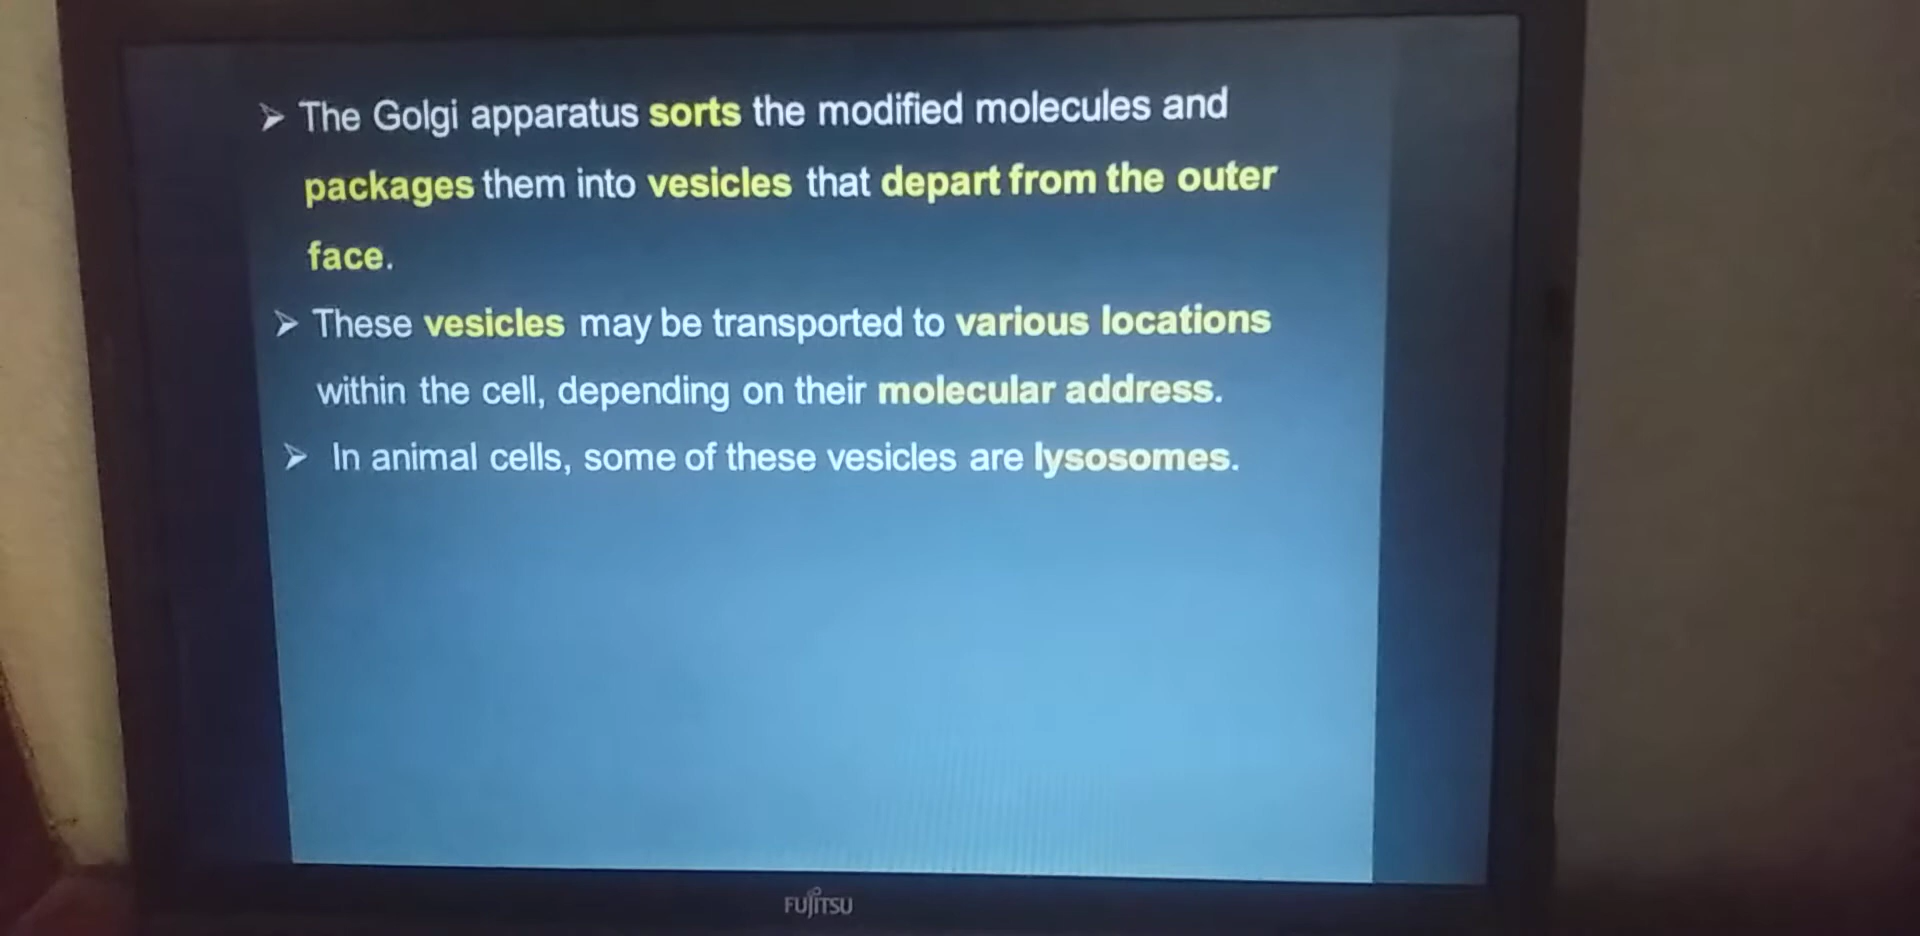 ➢ The Golgi apparatus sorts the modified molecules and
packages them into vesicles that depart from the outer
face.
➢ These vesicles may be transported to various locations
within the cell, depending on their molecular address.
➢ In animal cells, some of these vesicles are lysosomes.
FUJITSU